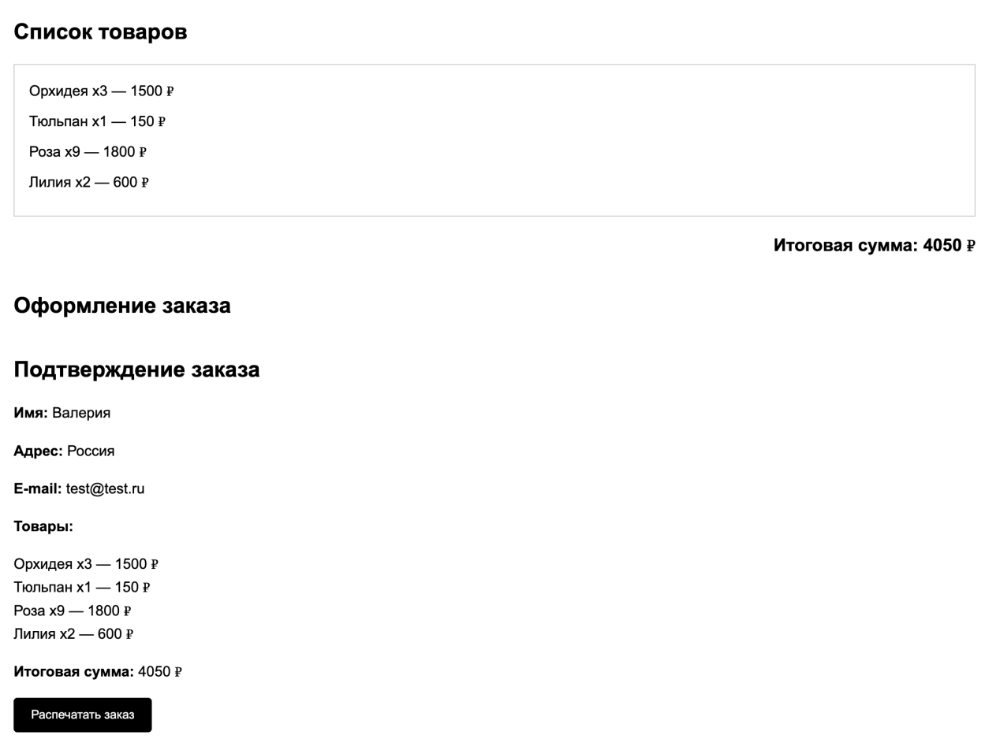 Список товаров
Орхидея x3 — 1500 ₽
Тюльпан x1 — 150 ₽
Роза x9 — 1800 ₽
Лилия x2 — 600 ₽
Итоговая сумма: 4050 ₽
Оформление заказа
Подтверждение заказа
Имя: Валерия
Адрес: Россия
E-mail: test@test.ru
Товары:
Орхидея x3 — 1500 ₽
Тюльпан x1 — 150 ₽
Роза x9 — 1800 ₽
Лилия x2 — 600 ₽
Итоговая сумма: 4050 ₽
Распечатать заказ